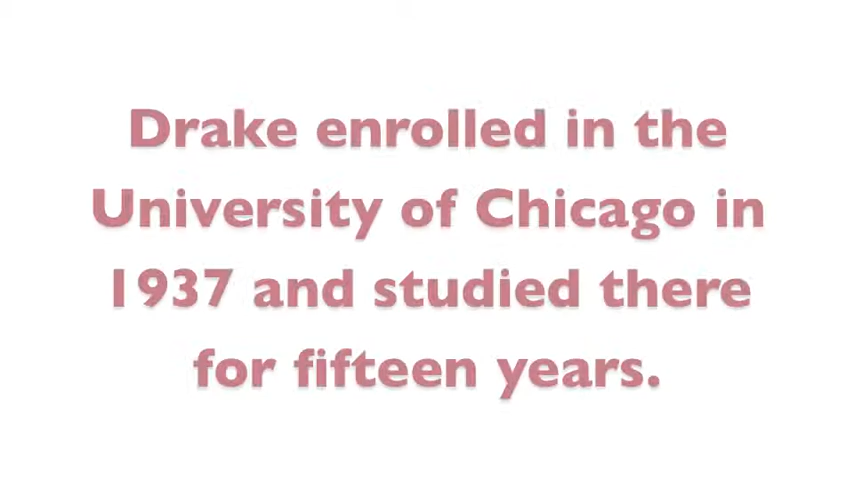 Drake enrolled in the
University of Chicago in
1937 and studied there
for fifteen years.